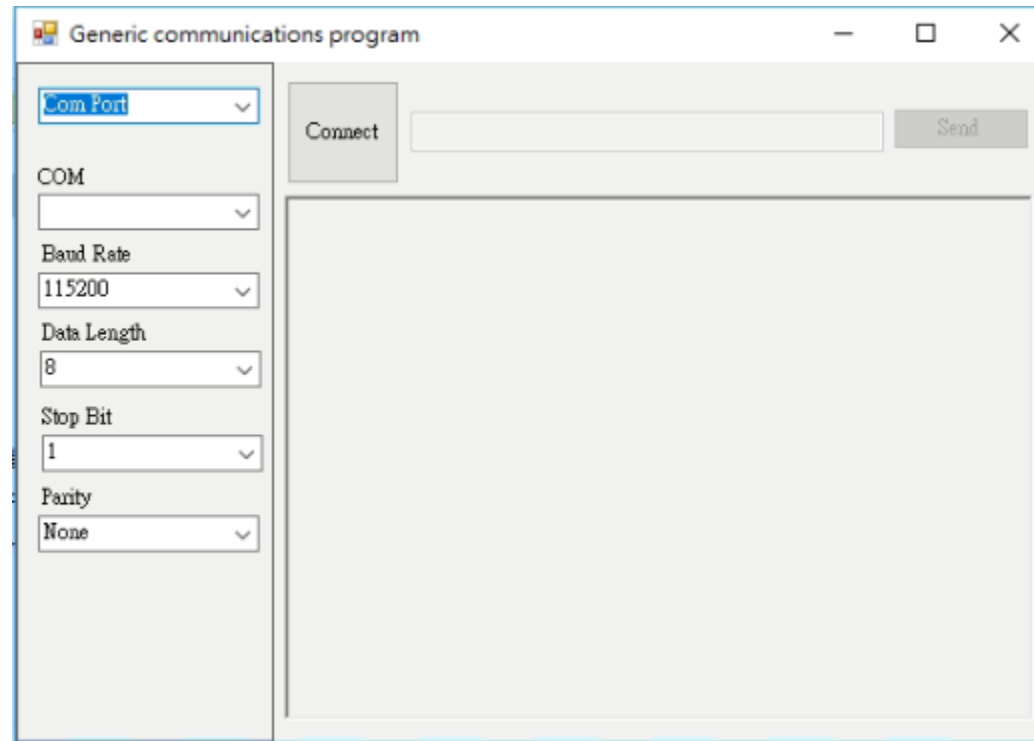 Generic communications program
Com Port
COM
Baud Rate
115200
Data Length
8
Stop Bit
1
Parity
None
Connect
Send